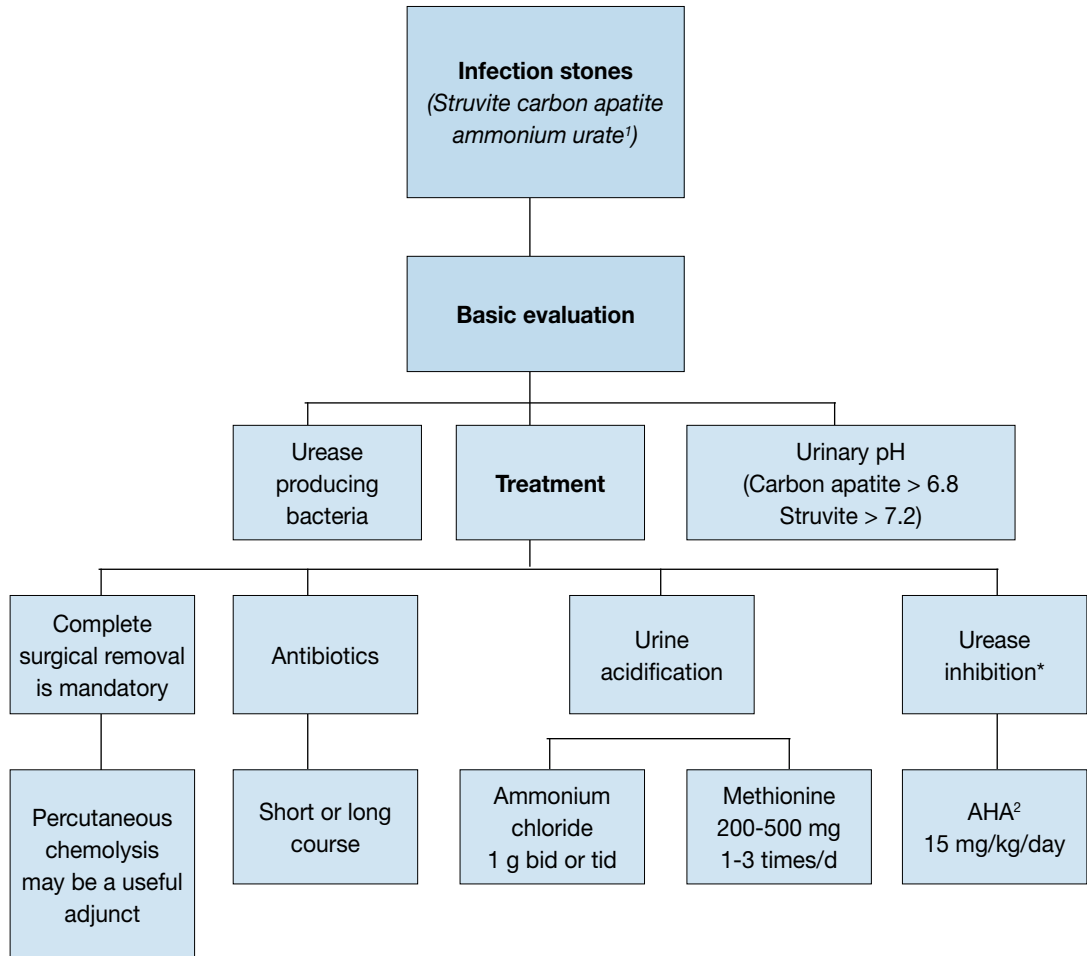 Infection stones
(Struvite carbon apatite
ammonium urate¹)
Basic evaluation
Urease
producing
bacteria
Treatment
Urinary pH
(Carbon apatite > 6.8
Struvite > 7.2)
Complete
surgical removal
is mandatory
Antibiotics
Urine
acidification
Urease
inhibition*
Percutaneous
chemolysis
may be a useful
adjunct
Short or long
course
Ammonium
chloride
1 g bid or tid
Methionine
200-500 mg
1-3 times/d
AHA²
15 mg/kg/day